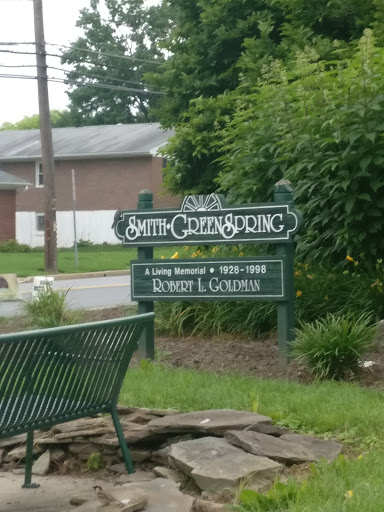 SMITH·GREENSPRING
A Living Memorial • 1928-1998
ROBERT L. GOLDMAN